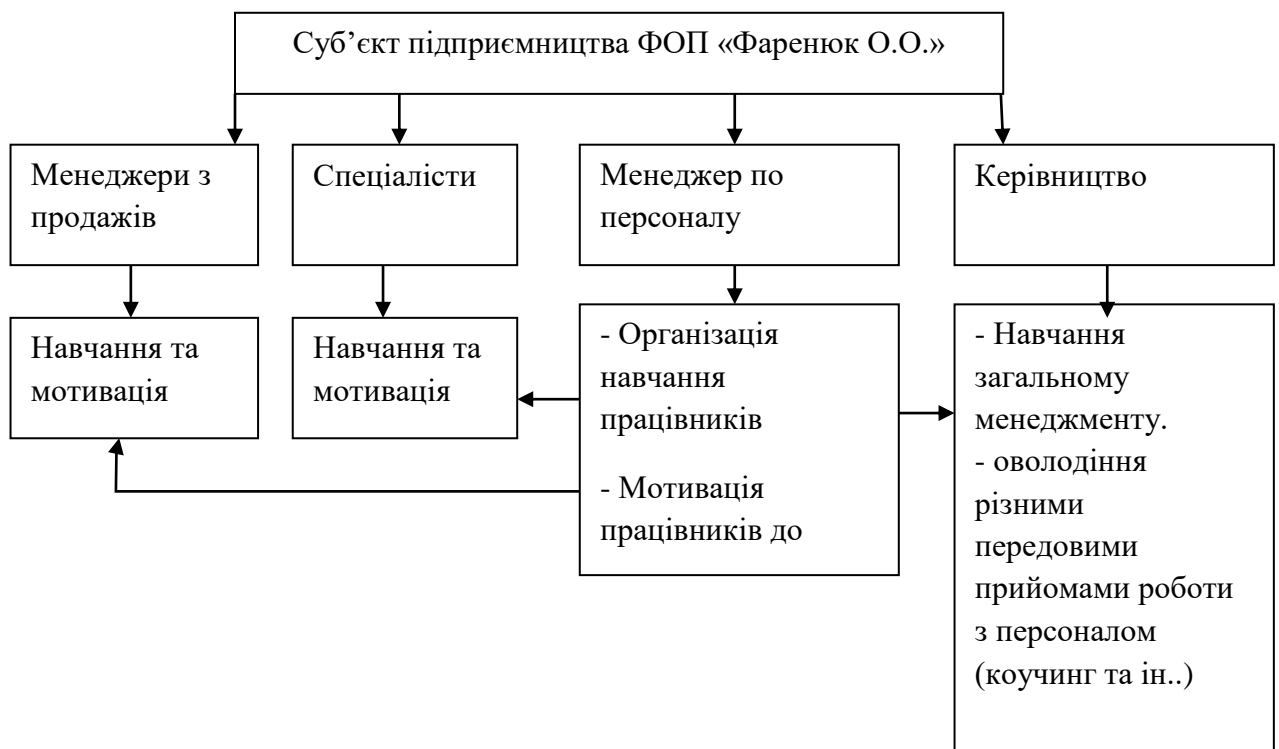 Суб’єкт підприємництва ФОП «Фаренюк О.О.»
Менеджери з
продажів
Спеціалісти
Менеджер по
персоналу
Керівництво
Навчання та
мотивація
Навчання та
мотивація
- Організація
навчання
працівників
- Мотивація
працівників до
- Навчання
загальному
менеджменту.
- оволодіння
різними
передовими
прийомами роботи
з персоналом
(коучинг та ін..)